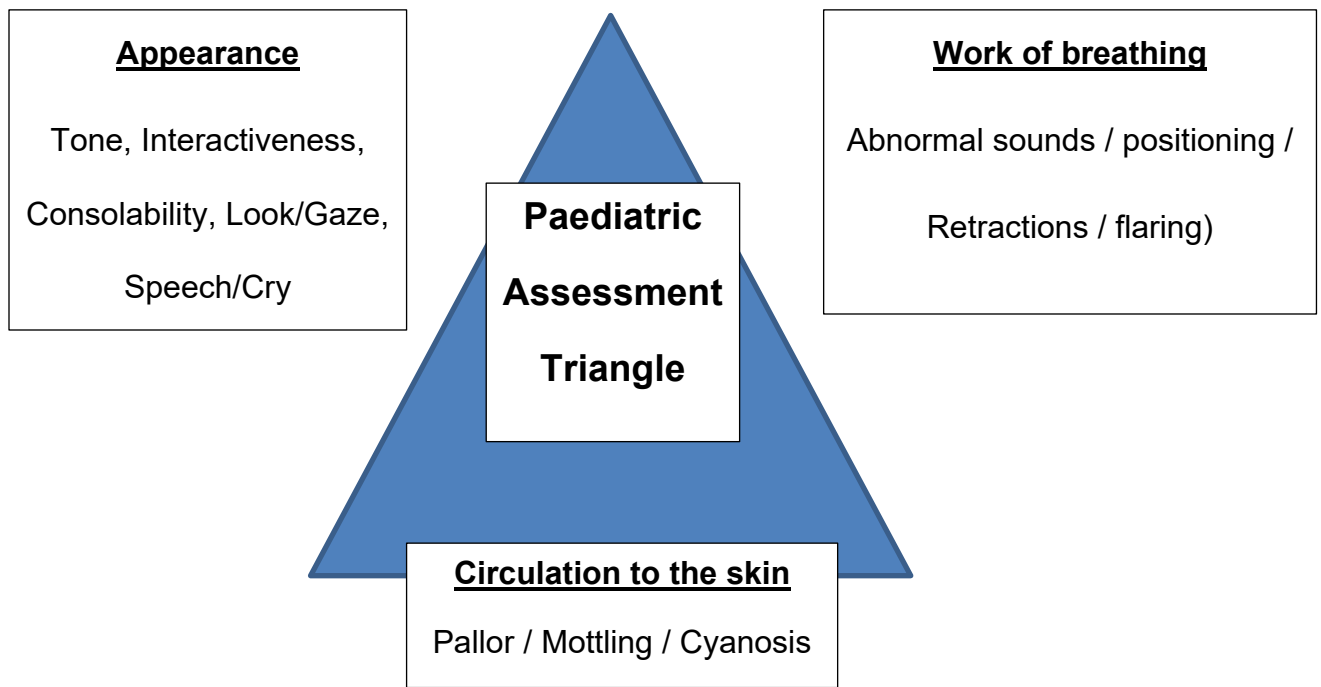 Appearance
Tone, Interactiveness,
Consolability, Look/Gaze,
Speech/Cry
Work of breathing
Abnormal sounds / positioning /
Retractions / flaring)
Paediatric
Assessment
Triangle
Circulation to the skin
Pallor / Mottling / Cyanosis